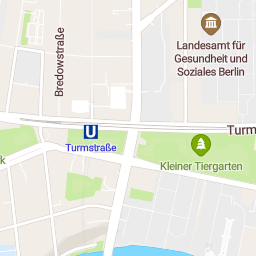 Bredowstraße
Landesamt für
Gesundheit und
Soziales Berlin
U
Turm
Turmstraße
Kleiner Tiergarten
k